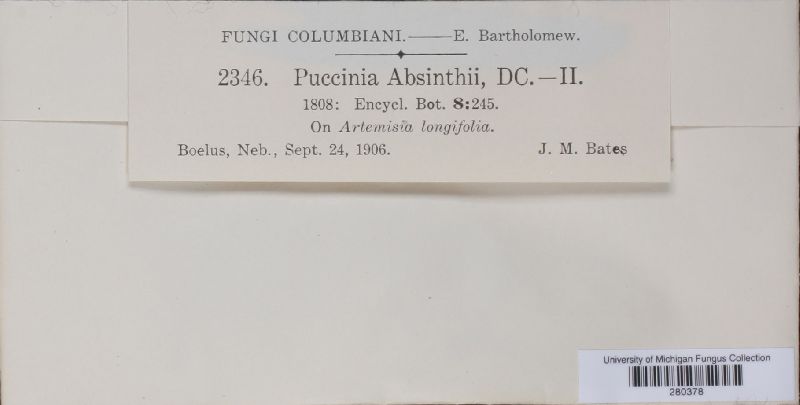 FUNGI COLUMBIANI.—E. Bartholomew.
2346. Puccinia Absinthii, DC.—II.
1808: Encycl. Bot. 8:245.
On Artemisia longifolia.
Boelus, Neb., Sept. 24, 1906. J. M. Bates
University of Michigan Fungus Collection
280378